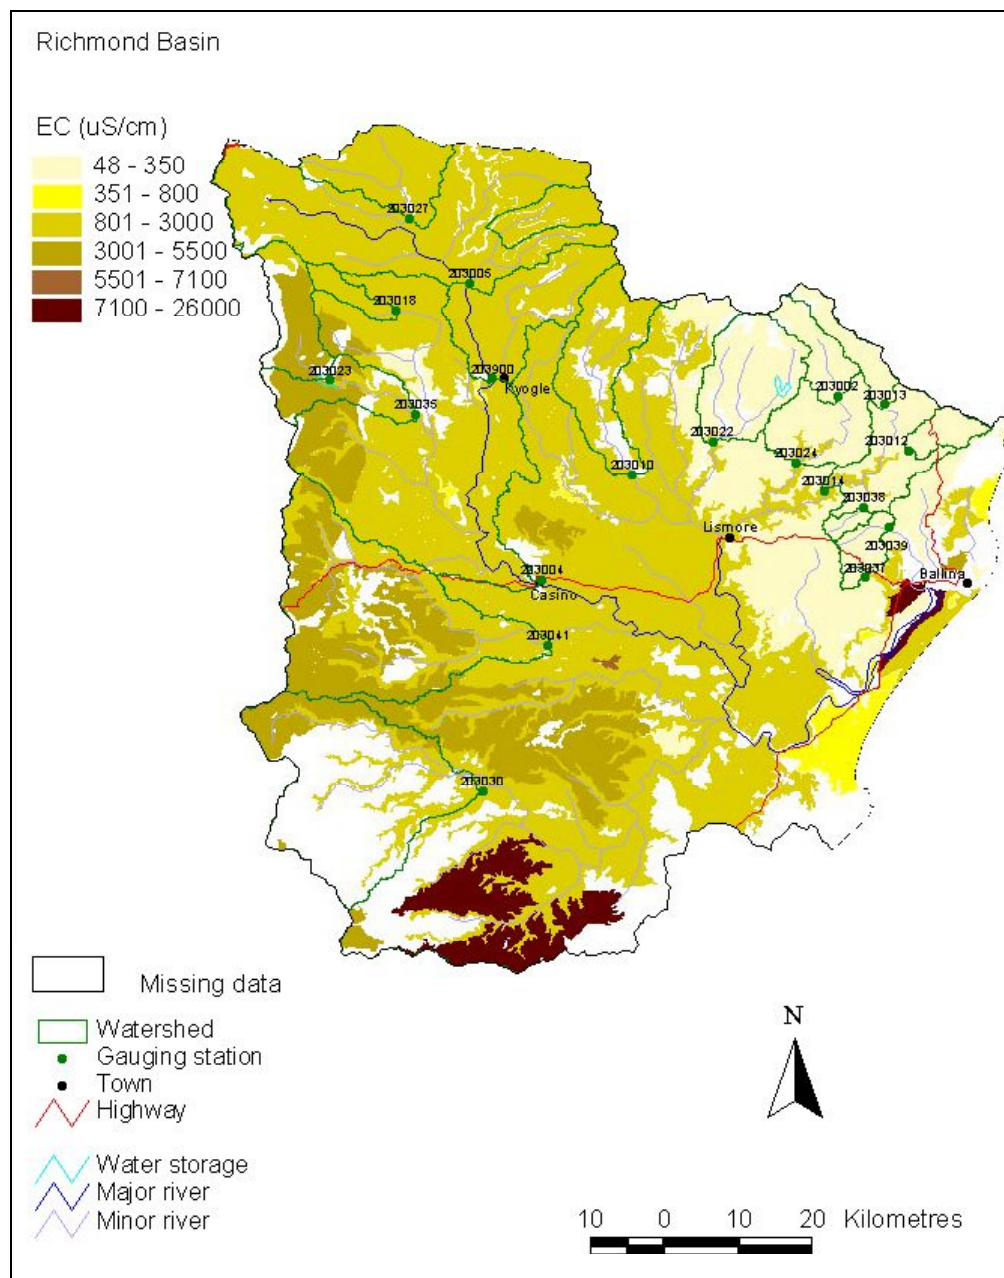 Richmond Basin
EC (uS/cm)
48 - 350
351 - 800
801 - 3000
3001 - 5500
5501 - 7100
7100 - 26000
203027
203005
203018
203023
203900
Kyogle
203035
203010
203002
203013
203022
203012
203024
203014
203038
Lismore
203039
203037
Ballina
203004
Casino
203041
203030
Missing data
Watershed
Gauging station
Town
Highway
Water storage
Major river
Minor river
N
10 0 10 20 Kilometres